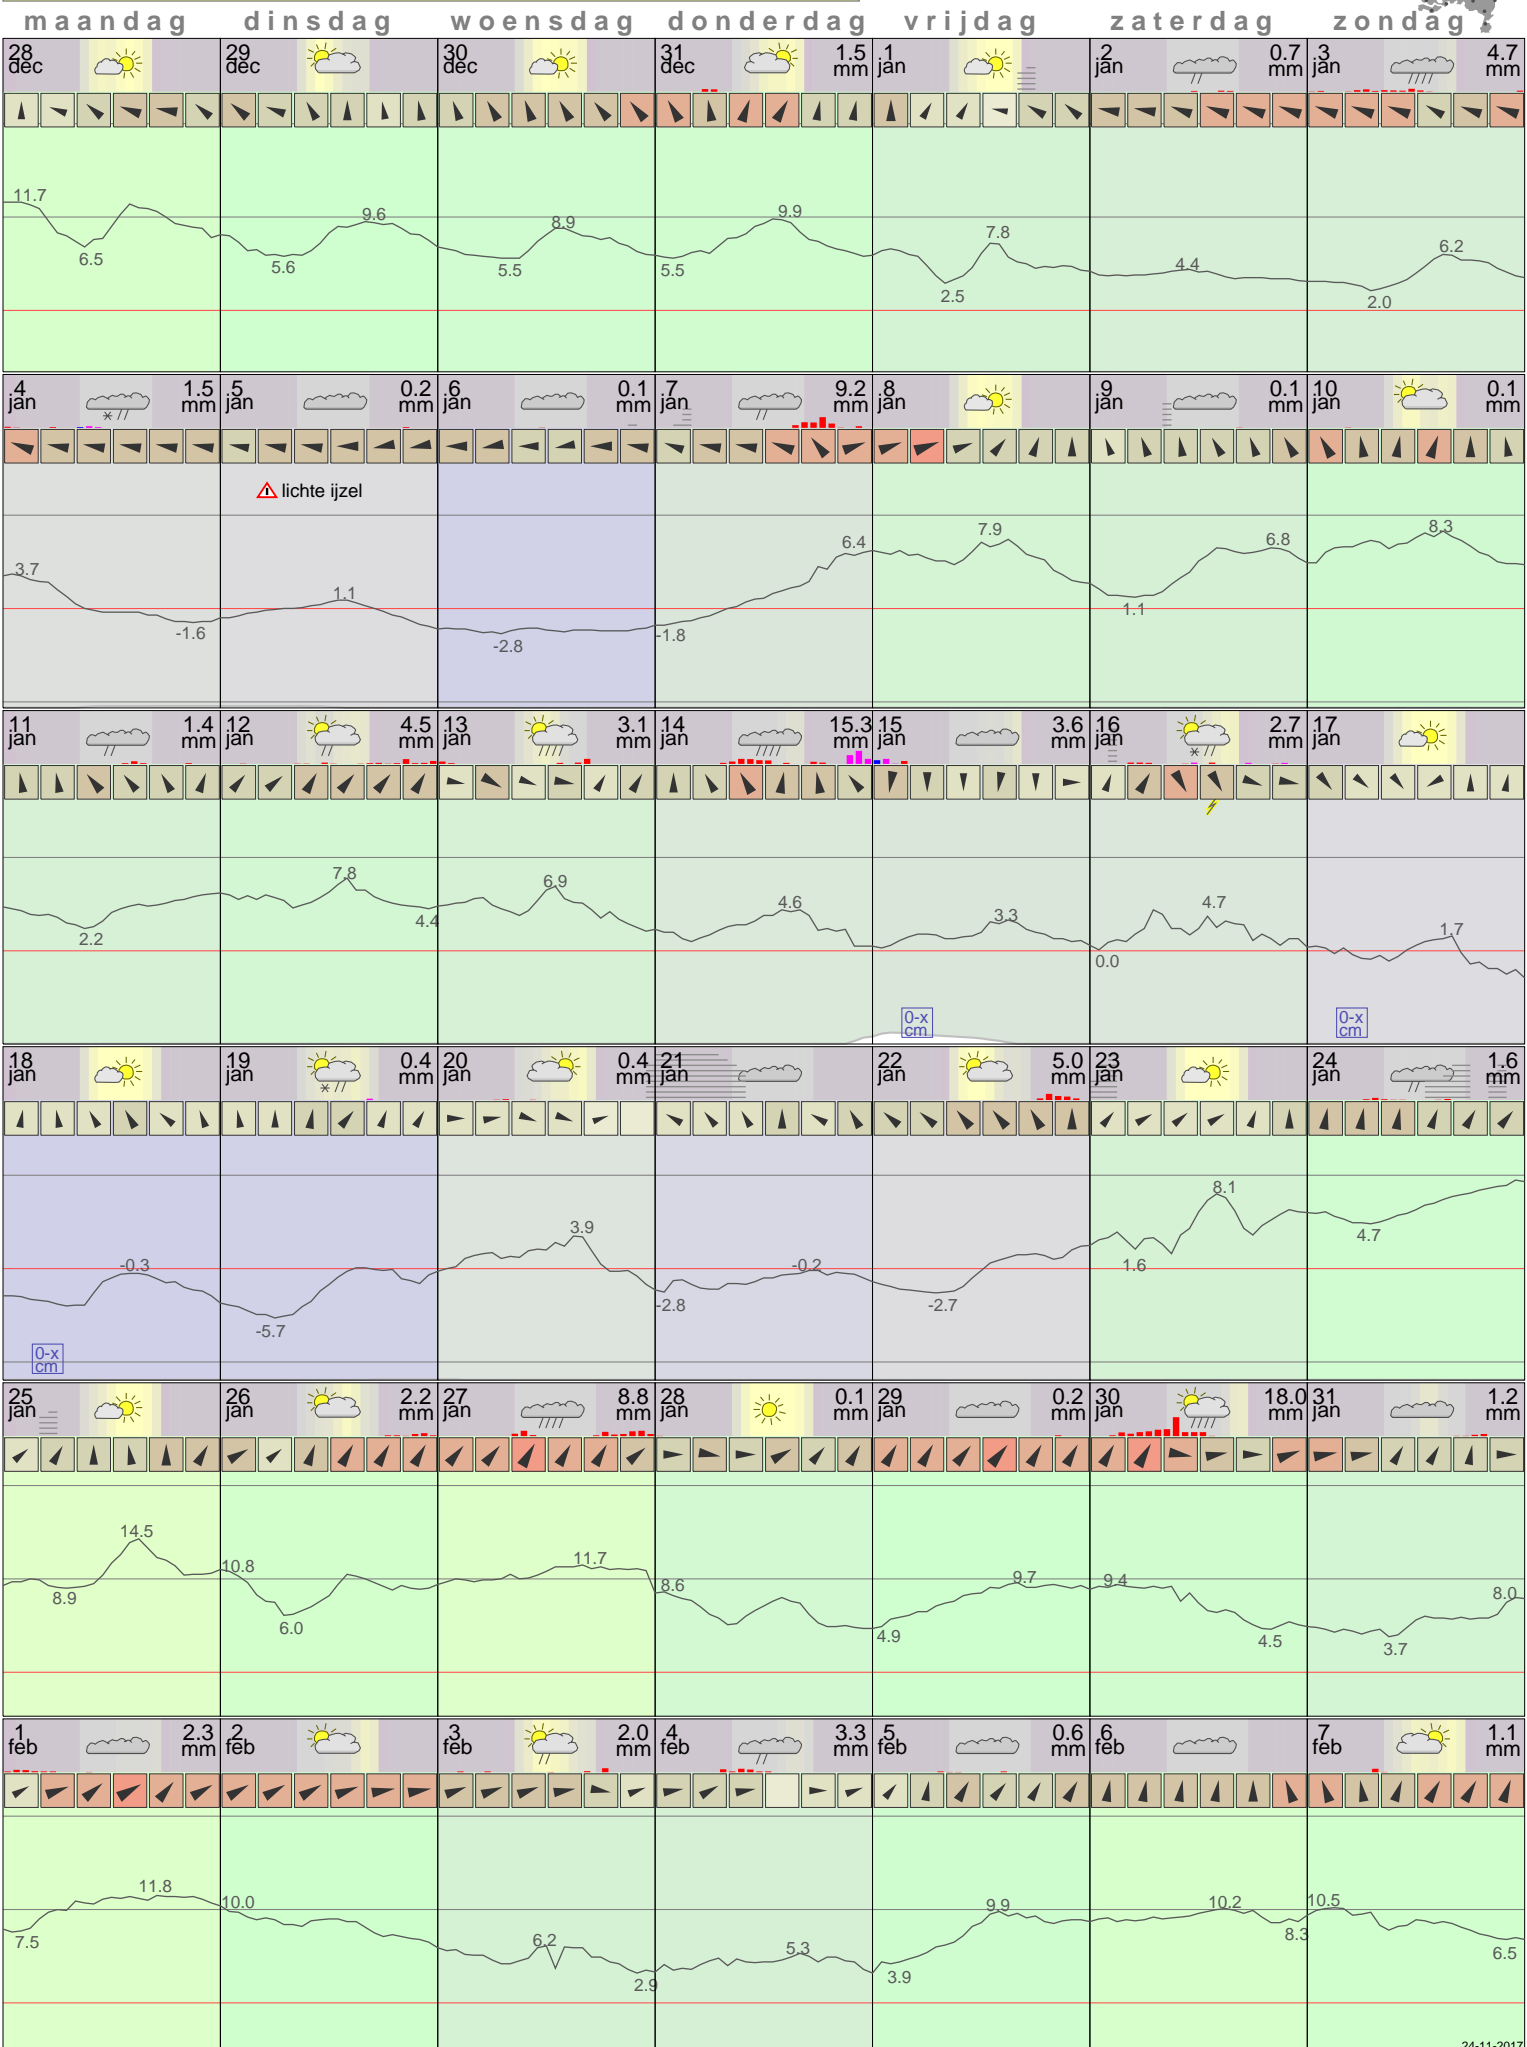 maandag dinsdag woensdag donderdag vrijdag zaterdag zondag
28 29 30 31 1.5 1 2 0.7 3 4.7
dec dec dec dec mm jan jan mm jan mm
11.7 6.5 5.6 9.6 5.5 8.9 5.5 9.9 2.5 7.8 4.4 2.0 6.2
4 1.5 5 0.2 6 0.1 7 9.2 8 9 0.1 10 0.1
jan mm jan mm jan mm jan mm jan jan mm jan mm
lichte ijzel
3.7 -1.6 1.1 -2.8 -1.8 6.4 7.9 1.1 6.8 8.3
11 1.4 12 4.5 13 3.1 14 15.3 15 3.6 16 2.7 17
jan mm jan mm jan mm jan mm jan mm jan mm jan
2.2 7.8 4.4 6.9 4.6 3.3 0.0 4.7 1.7
0-x 0-x
cm cm
18 19 0.4 20 0.4 21 22 5.0 23 24 1.6
jan jan mm jan mm jan jan mm jan jan mm
-0.3 -5.7 3.9 -2.8 -0.2 -2.7 1.6 8.1 4.7
0-x
cm
25 26 2.2 27 8.8 28 0.1 29 0.2 30 18.0 31 1.2
jan jan mm jan mm jan mm jan mm jan mm jan mm
8.9 14.5 10.8 6.0 11.7 8.6 4.9 9.7 9.4 4.5 3.7 8.0
1 2.3 2 3 2.0 4 3.3 5 0.6 6 7 1.1
feb mm feb feb mm feb mm feb mm feb feb mm
7.5 11.8 10.0 6.2 2.9 5.3 3.9 9.9 10.2 8.3 10.5 6.5
24-11-2017